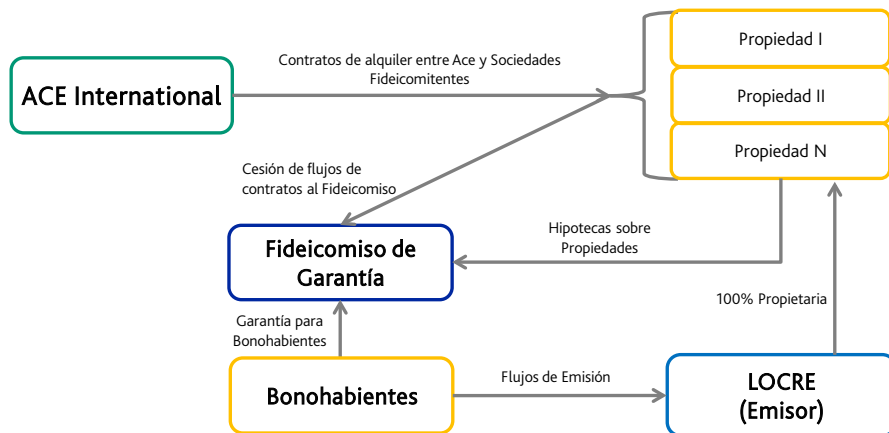 Propiedad I
Contratos de alquiler entre Ace y Sociedades
Fideicomitentes
ACE International
Propiedad II
Propiedad N
Cesión de flujos de
contratos al Fideicomiso
Hipotecas sobre
Propiedades
Fideicomiso de
Garantía
100% Propietaria
Garantía para
Bonohabientes
Bonohabientes
Flujos de Emisión
LOCRE
(Emisor)